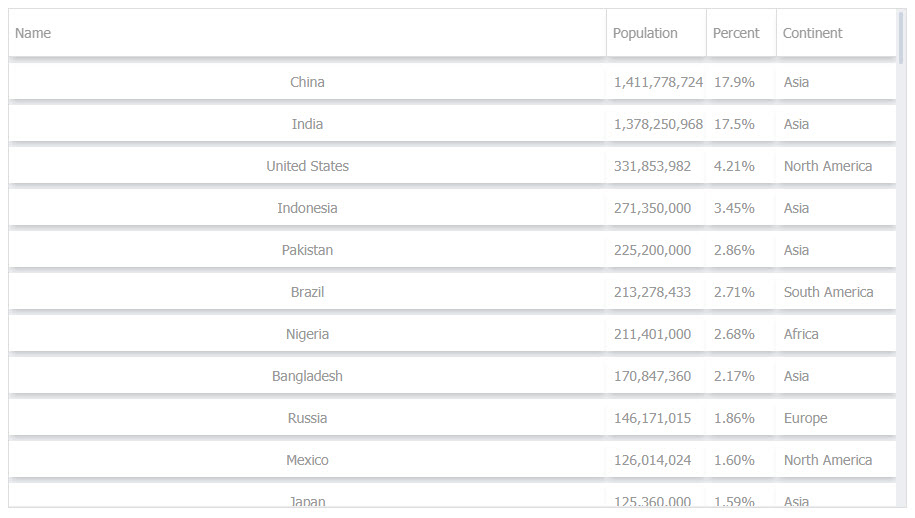 Name Population Percent Continent
China 1,411,778,724 17.9% Asia
India 1,378,250,968 17.5% Asia
United States 331,853,982 4.21% North America
Indonesia 271,350,000 3.45% Asia
Pakistan 225,200,000 2.86% Asia
Brazil 213,278,433 2.71% South America
Nigeria 211,401,000 2.68% Africa
Bangladesh 170,847,360 2.17% Asia
Russia 146,171,015 1.86% Europe
Mexico 126,014,024 1.60% North America
Japan 125,360,000 1.59% Asia